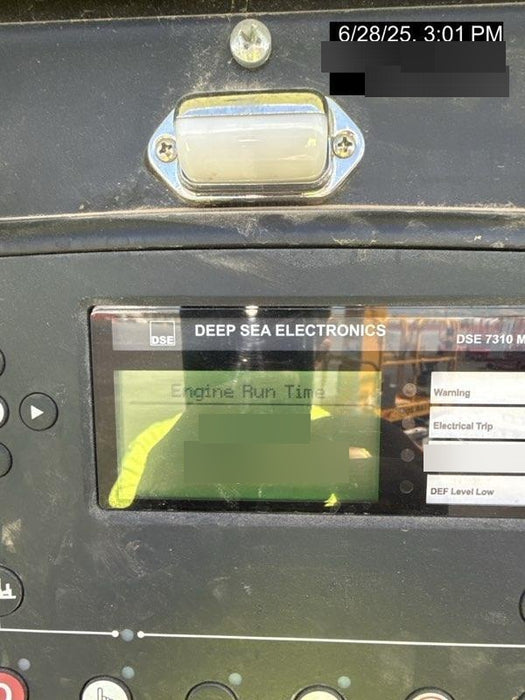 6/28/25, 3:01 PM
DSE
DEEP SEA ELECTRONICS
DSE 7310 M
Engine Run Time
Warning
Electrical Trip
DEF Level Low